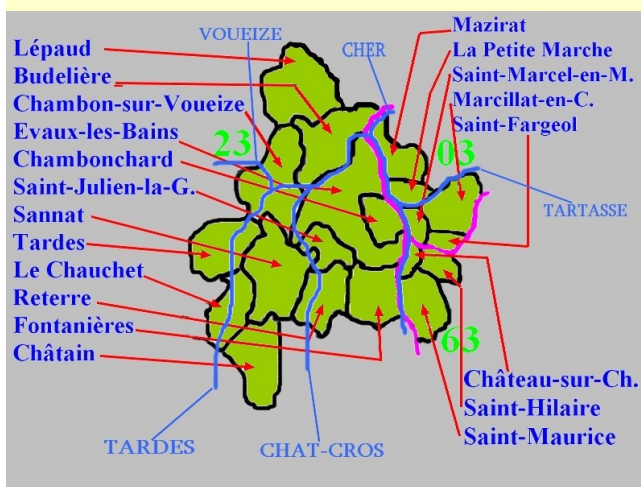 Lépaud
Budelière
Chambon-sur-Voueize
Evaux-les-Bains
Chambonchard
Saint-Julien-la-G.
Sannat
Tardes
Le Chauchet
Reterre
Fontanières
Châtain
VOUEIZE
CHER
23
03
63
TARDES
CHAT-CROS
TARTASSE
Mazirat
La Petite Marche
Saint-Marcel-en-M.
Marcillat-en-C.
Saint-Fargeol
Château-sur-Ch.
Saint-Hilaire
Saint-Maurice